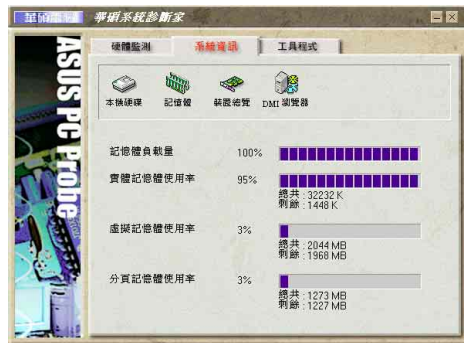 華碩系統診斷家
硬體監測
系統資訊
工具程式
ASUS PC Probe
本機硬碟
記憶體
裝置總覽
DMI 瀏覽器
記憶體負載量 100%
實體記憶體使用率 95%
總共 : 32232 K
剩餘 : 1448 K
虛擬記憶體使用率 3%
總共 : 2044 MB
剩餘 : 1968 MB
分頁記憶體使用率 3%
總共 : 1273 MB
剩餘 : 1227 MB